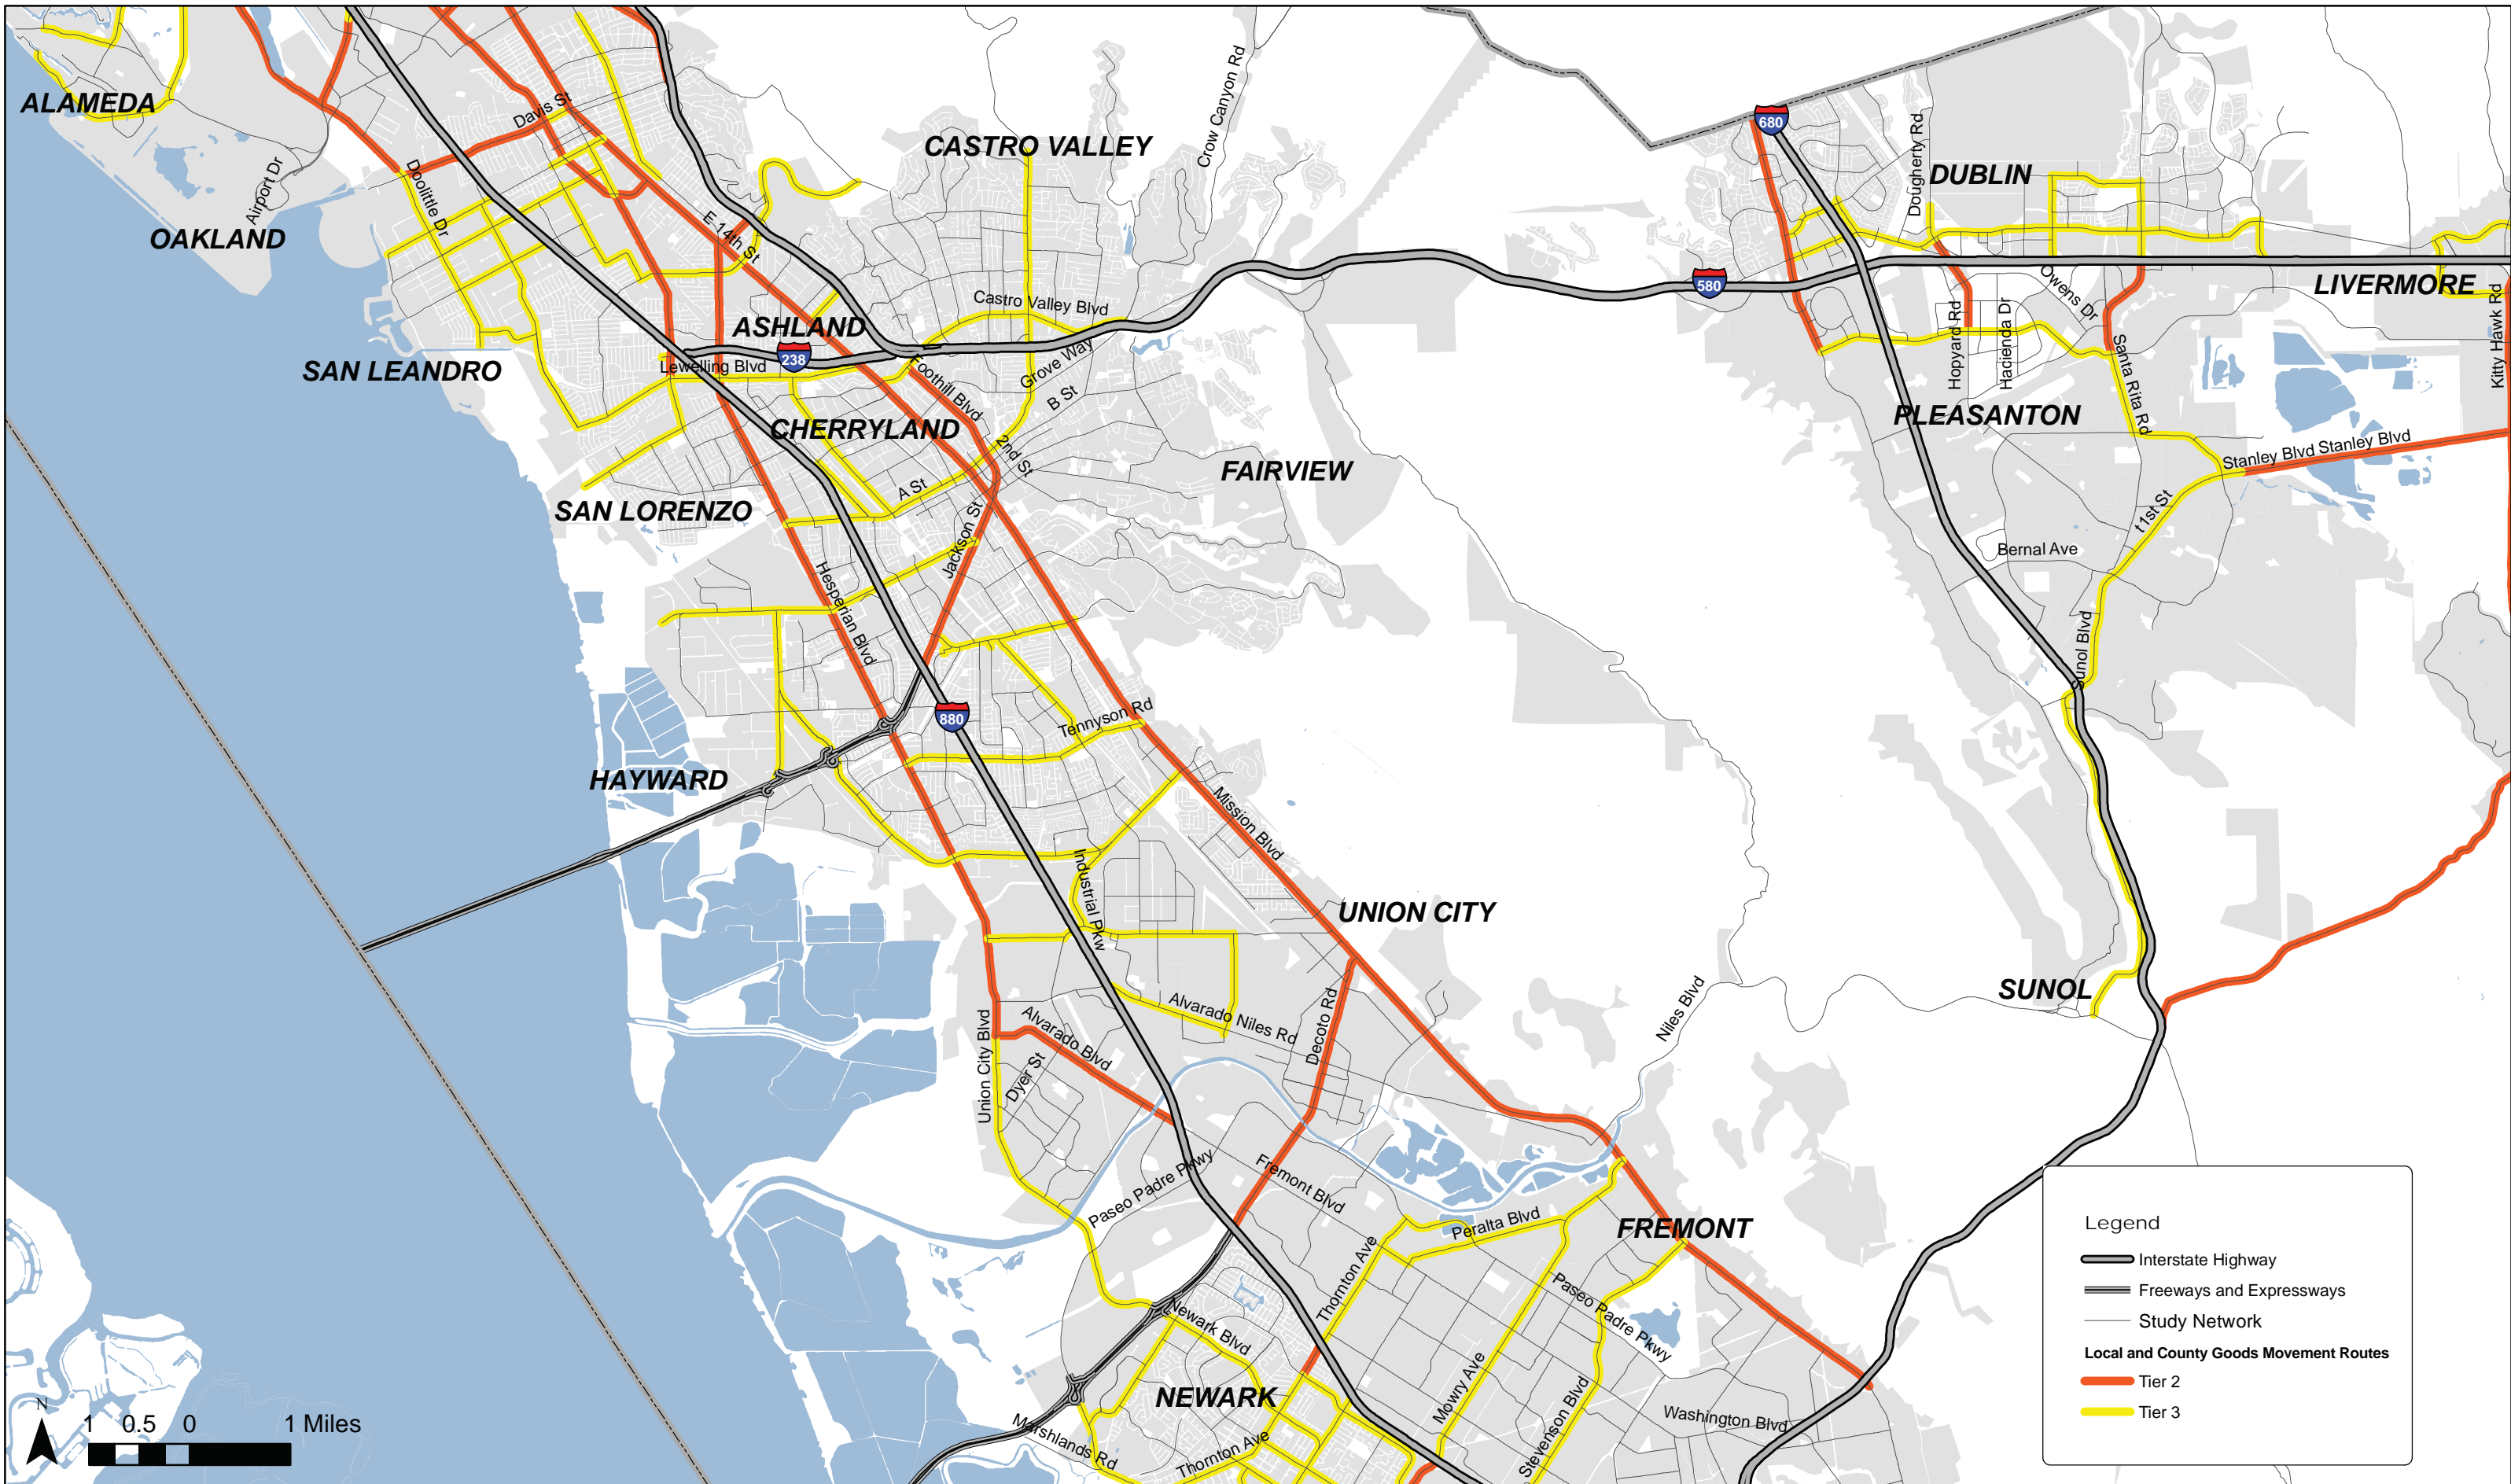 ALAMEDA
Davis St
CASTRO VALLEY
Crow Canyon Rd
680
Dougherty Rd
DUBLIN
Airport Dr
Doolittle Dr
OAKLAND
E 14th St
580
Owens Dr
LIVERMORE
Castro Valley Blvd
ASHLAND
238
Lewelling Blvd
Grove Way
Hopyard Rd
Hacienda Dr
Santa Rita Rd
Kitty Hawk Rd
SAN LEANDRO
Foothill Blvd
B St
CHERRYLAND
2nd St
PLEASANTON
FAIRVIEW
Stanley Blvd Stanley Blvd
A St
SAN LORENZO
Jackson St
t 1st St
Bernal Ave
Hesperian Blvd
Sunol Blvd
880
Tennyson Rd
HAYWARD
Mission Blvd
Industrial Pkw
UNION CITY
SUNOL
Alvarado Niles Rd
Niles Blvd
Union City Blvd
Alvarado Blvd
Decoto Rd
Dyer St
Paseo Padre Pkwy
Fremont Blvd
Peralta Blvd
FREMONT
Thornton Ave
Paseo Padre Pkwy
Newark Blvd
Mowry Ave
NEWARK
Stevenson Blvd
Washington Blvd
Marshlands Rd
Thornton Ave
Legend
Interstate Highway
Freeways and Expressways
Study Network
Local and County Goods Movement Routes
Tier 2
Tier 3
N
1 0.5 0 1 Miles